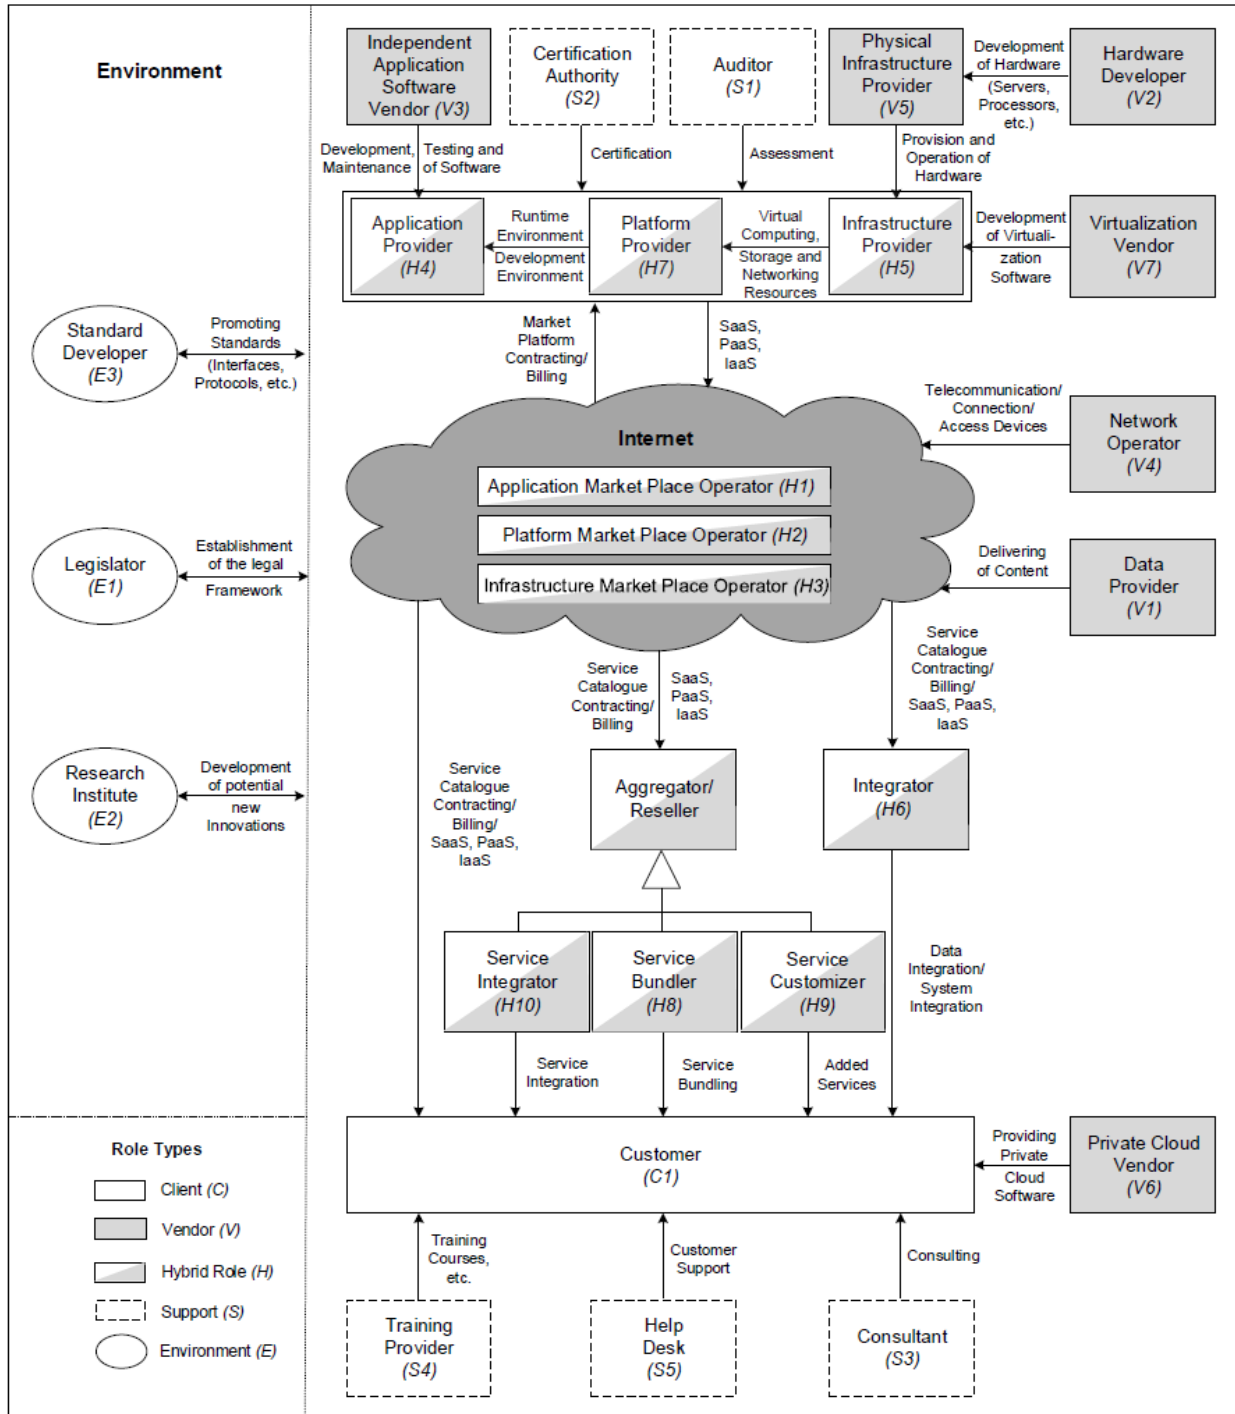 Environment
Independent
Application
Software
Vendor (V3)
Certification
Authority
(S2)
Auditor
(S1)
Physical
Infrastructure
Provider
(V5)
Development
of Hardware
(Servers,
Processors,
etc.)
Hardware
Developer
(V2)
Development, Testing and
Maintenance of Software
Certification
Assessment
Provision and
Operation of
Hardware
Application
Provider
(H4)
Runtime
Environment
Development
Environment
Platform
Provider
(H7)
Virtual
Computing,
Storage and
Networking
Resources
Infrastructure
Provider
(H5)
Development
of Virtuali-
zation
Software
Virtualization
Vendor
(V7)
Standard
Developer
(E3)
Promoting
Standards
(Interfaces,
Protocols, etc.)
Market
Platform
Contracting/
Billing
SaaS,
PaaS,
IaaS
Telecommunication/
Connection/
Access Devices
Network
Operator
(V4)
Internet
Application Market Place Operator (H1)
Platform Market Place Operator (H2)
Infrastructure Market Place Operator (H3)
Legislator
(E1)
Establishment
of the legal
Framework
Delivering
of Content
Data
Provider
(V1)
Service
Catalogue
Contracting/
Billing
SaaS,
PaaS,
IaaS
Service
Catalogue
Contracting/
Billing/
SaaS, PaaS,
IaaS
Research
Institute
(E2)
Development
of potential
new
Innovations
Service
Catalogue
Contracting/
Billing/
SaaS, PaaS,
IaaS
Aggregator/
Reseller
Integrator
(H6)
Service
Integrator
(H10)
Service
Bundler
(H8)
Service
Customizer
(H9)
Data
Integration/
System
Integration
Service
Integration
Service
Bundling
Added
Services
Customer
(C1)
Providing
Private
Cloud
Software
Private Cloud
Vendor
(V6)
Role Types
Client (C)
Vendor (V)
Hybrid Role (H)
Support (S)
Environment (E)
Training
Courses,
etc.
Customer
Support
Consulting
Training
Provider
(S4)
Help
Desk
(S5)
Consultant
(S3)